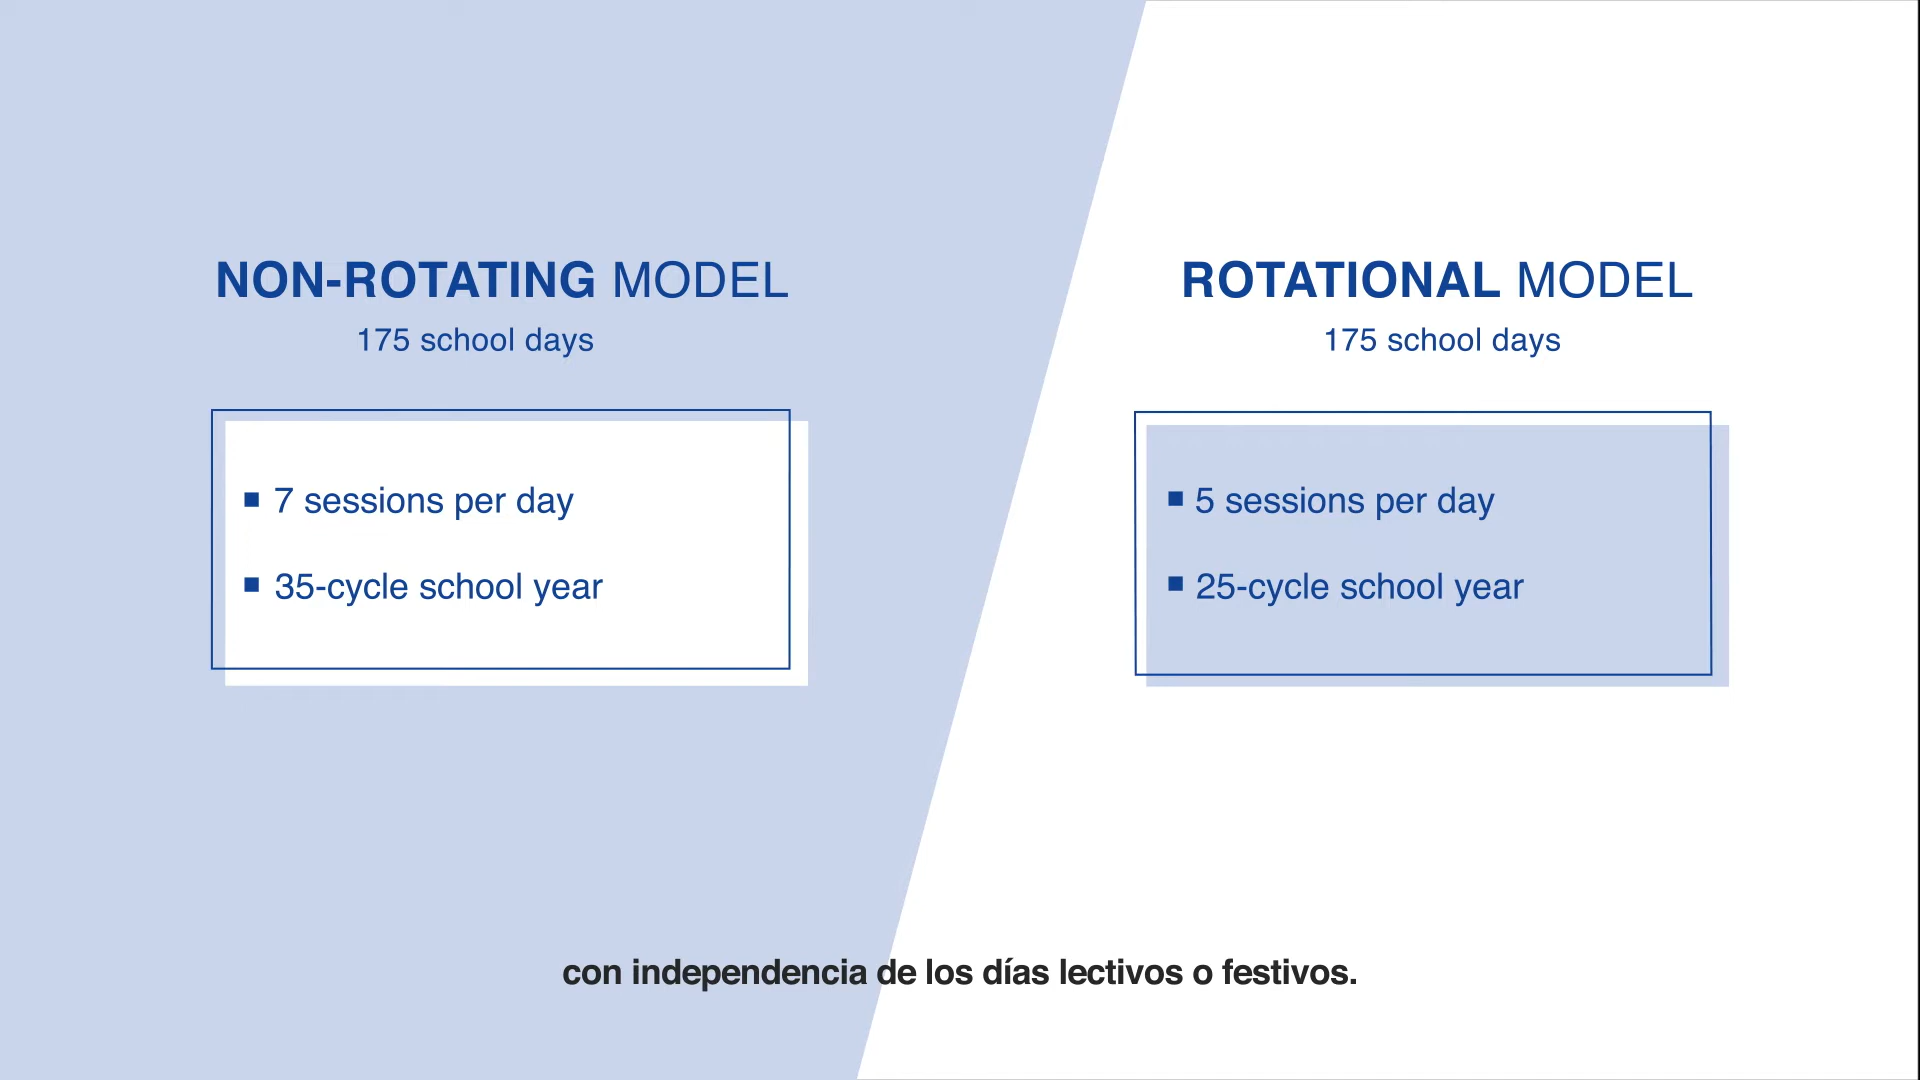 NON-ROTATING MODEL
175 school days
7 sessions per day
35-cycle school year
ROTATIONAL MODEL
175 school days
5 sessions per day
25-cycle school year
con independencia de los días lectivos o festivos.